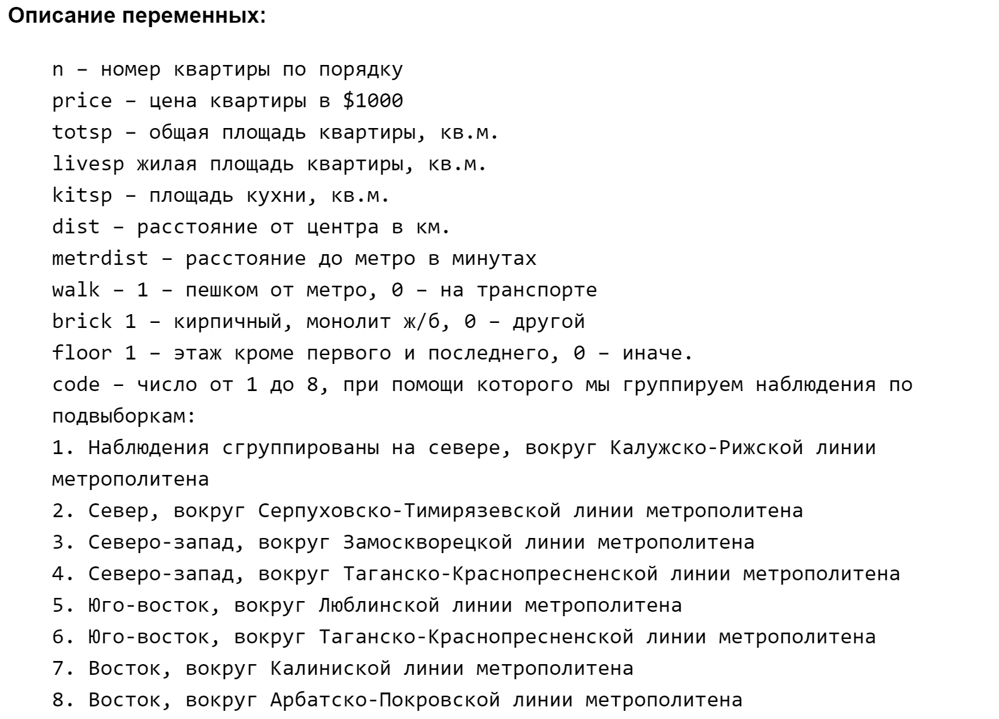 Описание переменных:
n – номер квартиры по порядку
price – цена квартиры в $1000
totsp – общая площадь квартиры, кв.м.
livesp жилая площадь квартиры, кв.м.
kitsp – площадь кухни, кв.м.
dist – расстояние от центра в км.
metrdist – расстояние до метро в минутах
walk – 1 – пешком от метро, 0 – на транспорте
brick 1 – кирпичный, монолит ж/б, 0 – другой
floor 1 – этаж кроме первого и последнего, 0 – иначе.
code – число от 1 до 8, при помощи которого мы группируем наблюдения по
подвыборкам:
1. Наблюдения сгруппированы на севере, вокруг Калужско-Рижской линии
метрополитена
2. Север, вокруг Серпуховско-Тимирязевской линии метрополитена
3. Северо-запад, вокруг Замоскворецкой линии метрополитена
4. Северо-запад, вокруг Таганско-Краснопресненской линии метрополитена
5. Юго-восток, вокруг Люблинской линии метрополитена
6. Юго-восток, вокруг Таганско-Краснопресненской линии метрополитена
7. Восток, вокруг Калиниской линии метрополитена
8. Восток, вокруг Арбатско-Покровской линии метрополитена